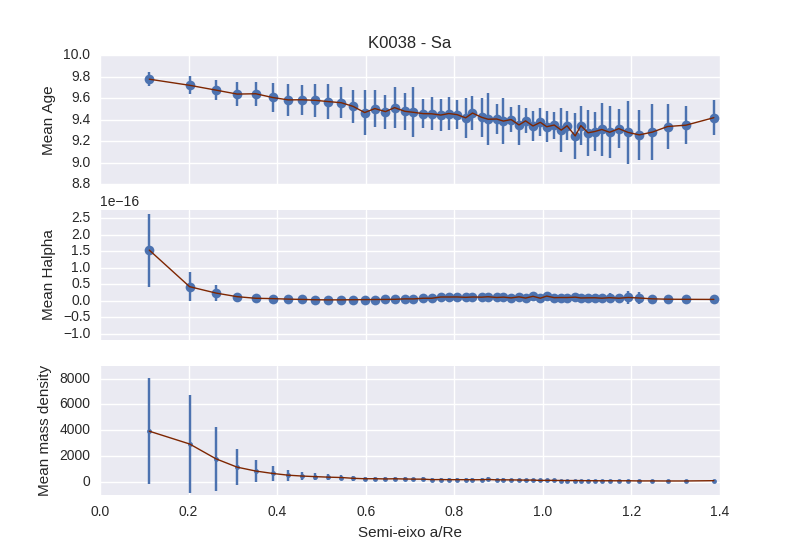 K0038 - Sa
Mean Age
10.0
9.8
9.6
9.4
9.2
9.0
8.8
1e−16
Mean Halpha
2.5
2.0
1.5
1.0
0.5
0.0
−0.5
−1.0
Mean mass density
8000
6000
4000
2000
0
0.0 0.2 0.4 0.6 0.8 1.0 1.2 1.4
Semi-eixo a/Re